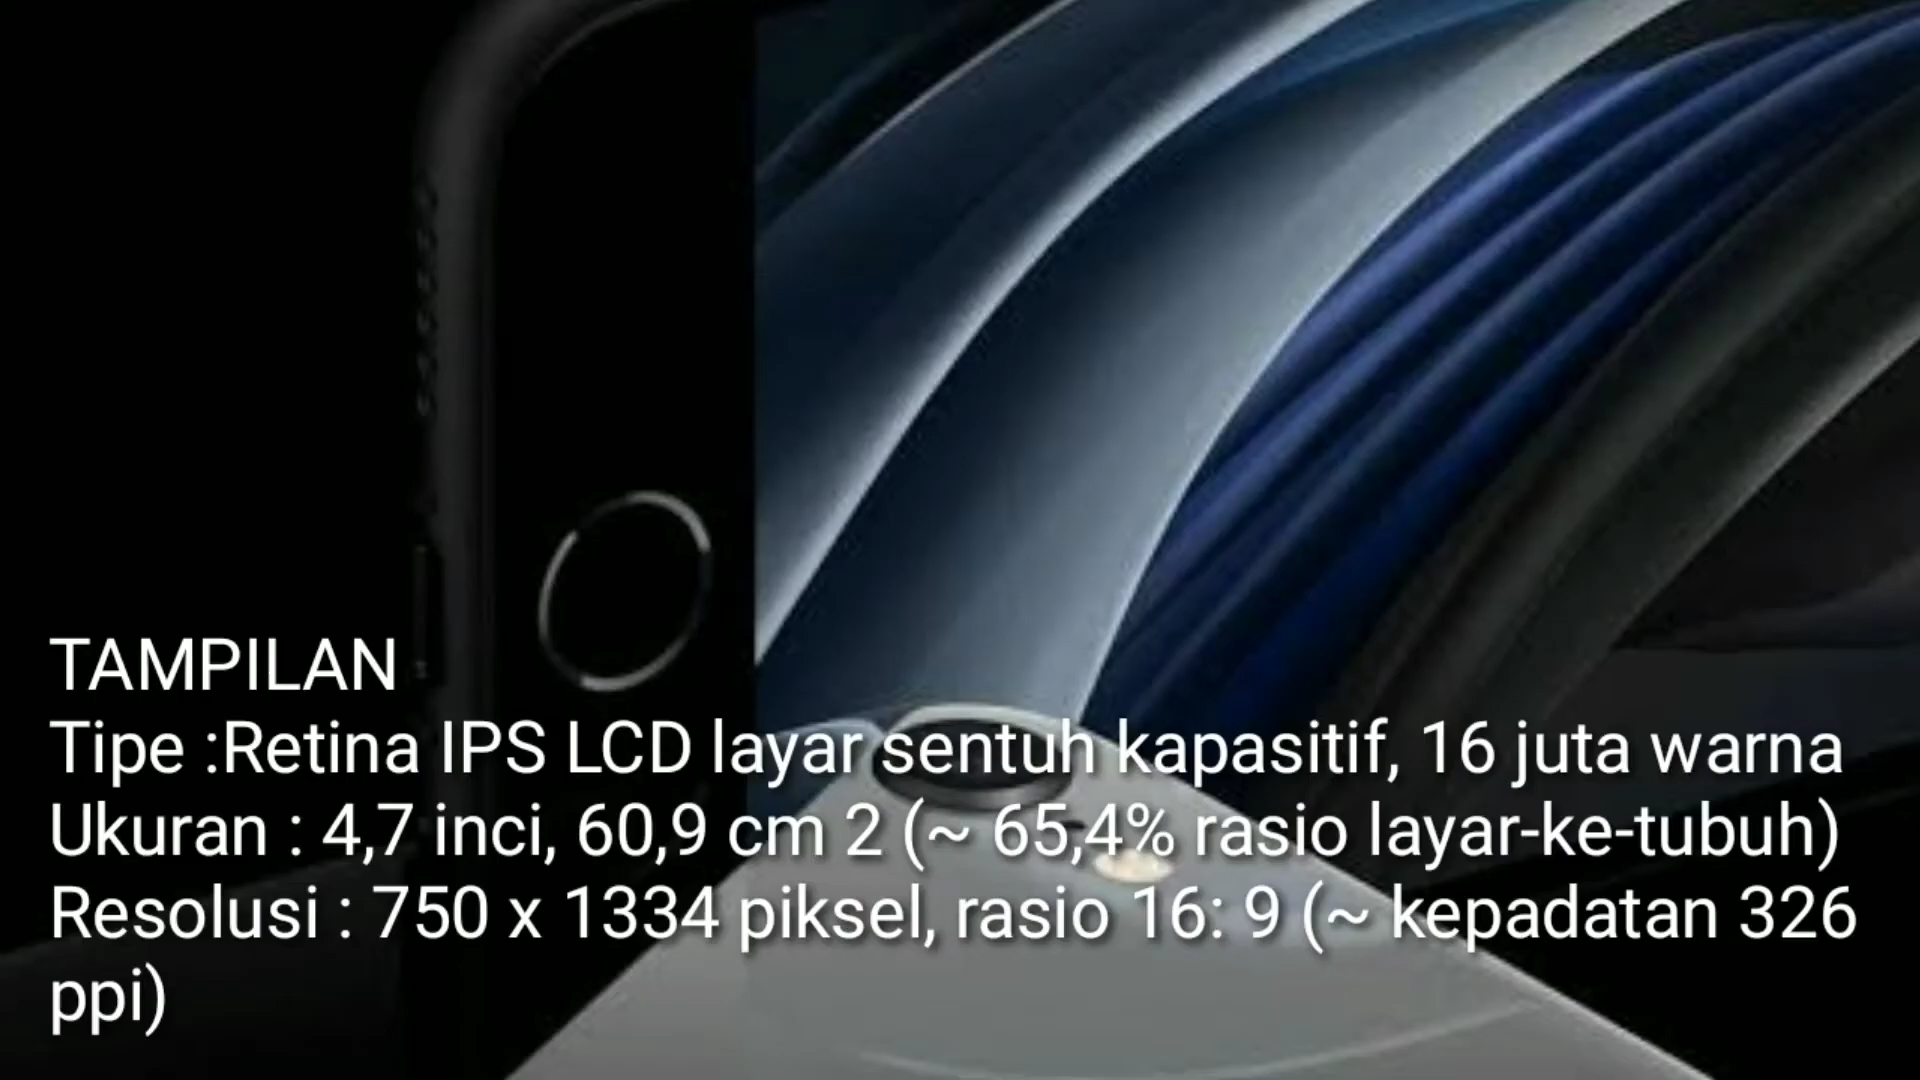 TAMPILAN
Tipe :Retina IPS LCD layar sentuh kapasitif, 16 juta warna
Ukuran : 4,7 inci, 60,9 cm 2 (~ 65,4% rasio layar-ke-tubuh)
Resolusi : 750 x 1334 piksel, rasio 16: 9 (~ kepadatan 326
ppi)